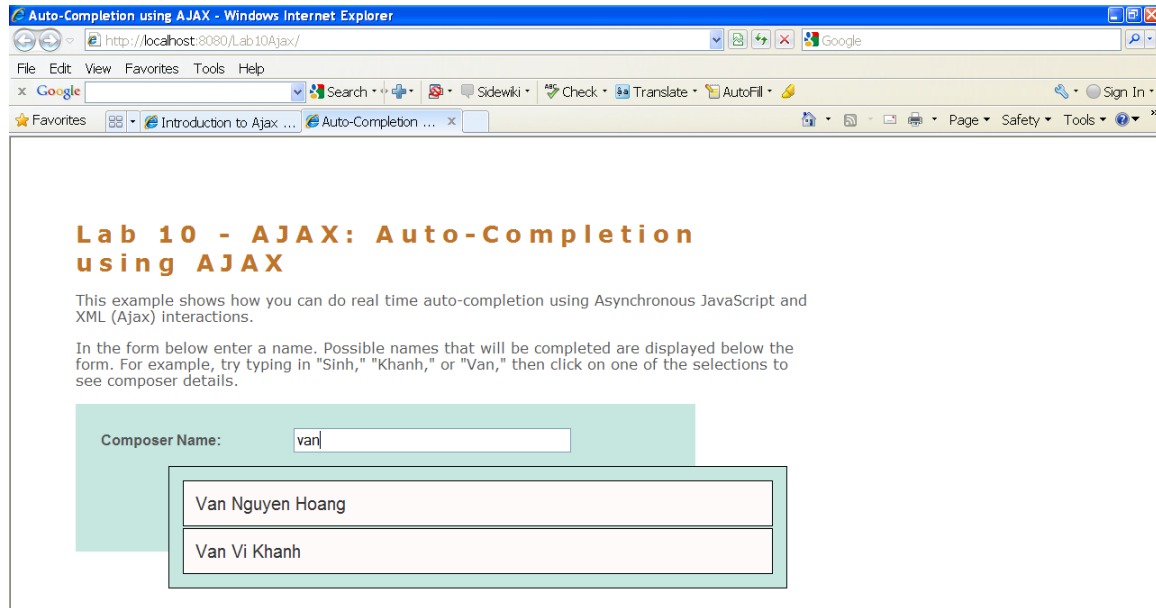 Auto-Completion using AJAX - Windows Internet Explorer
http://localhost:8080/Lab10Ajax/
Google
File Edit View Favorites Tools Help
x Google Search Sidewiki Check Translate AutoFill Sign In
Favorites Introduction to Ajax ... Auto-Completion ... x Page Safety Tools »
Lab 10 - AJAX: Auto-Completion
using AJAX
This example shows how you can do real time auto-completion using Asynchronous JavaScript and
XML (Ajax) interactions.
In the form below enter a name. Possible names that will be completed are displayed below the
form. For example, try typing in "Sinh," "Khanh," or "Van," then click on one of the selections to
see composer details.
Composer Name: van
Van Nguyen Hoang
Van Vi Khanh